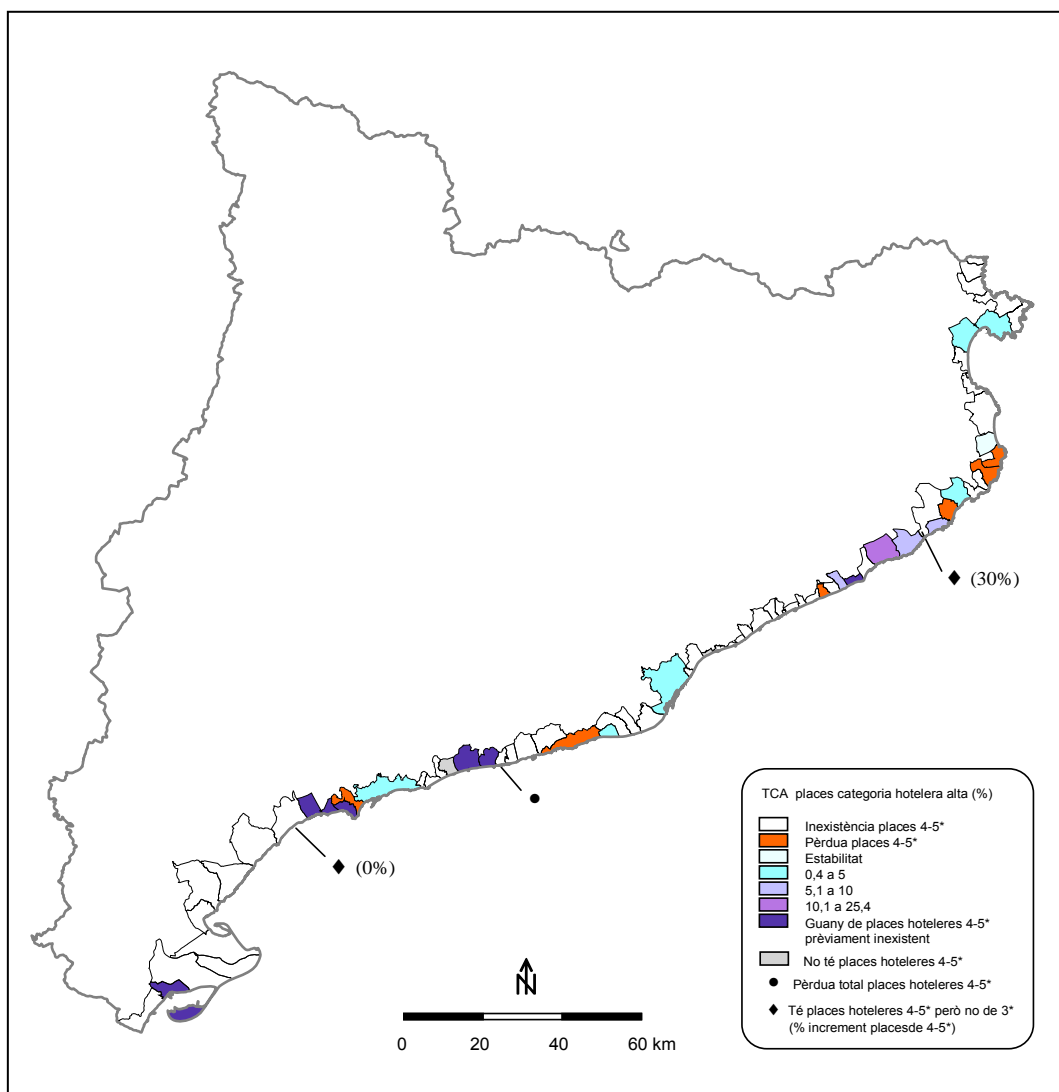 (30%)
(0%)
TCA places categoria hotelera alta (%)
Inexistència places 4-5*
Pèrdua places 4-5*
Estabilitat
0,4 a 5
5,1 a 10
10,1 a 25,4
Guany de places hoteleres 4-5*
prèviament inexistent
No té places hoteleres 4-5*
Pèrdua total places hoteleres 4-5*
Té places hoteleres 4-5* però no de 3*
(% increment placesde 4-5*)
N
0 20 40 60 km